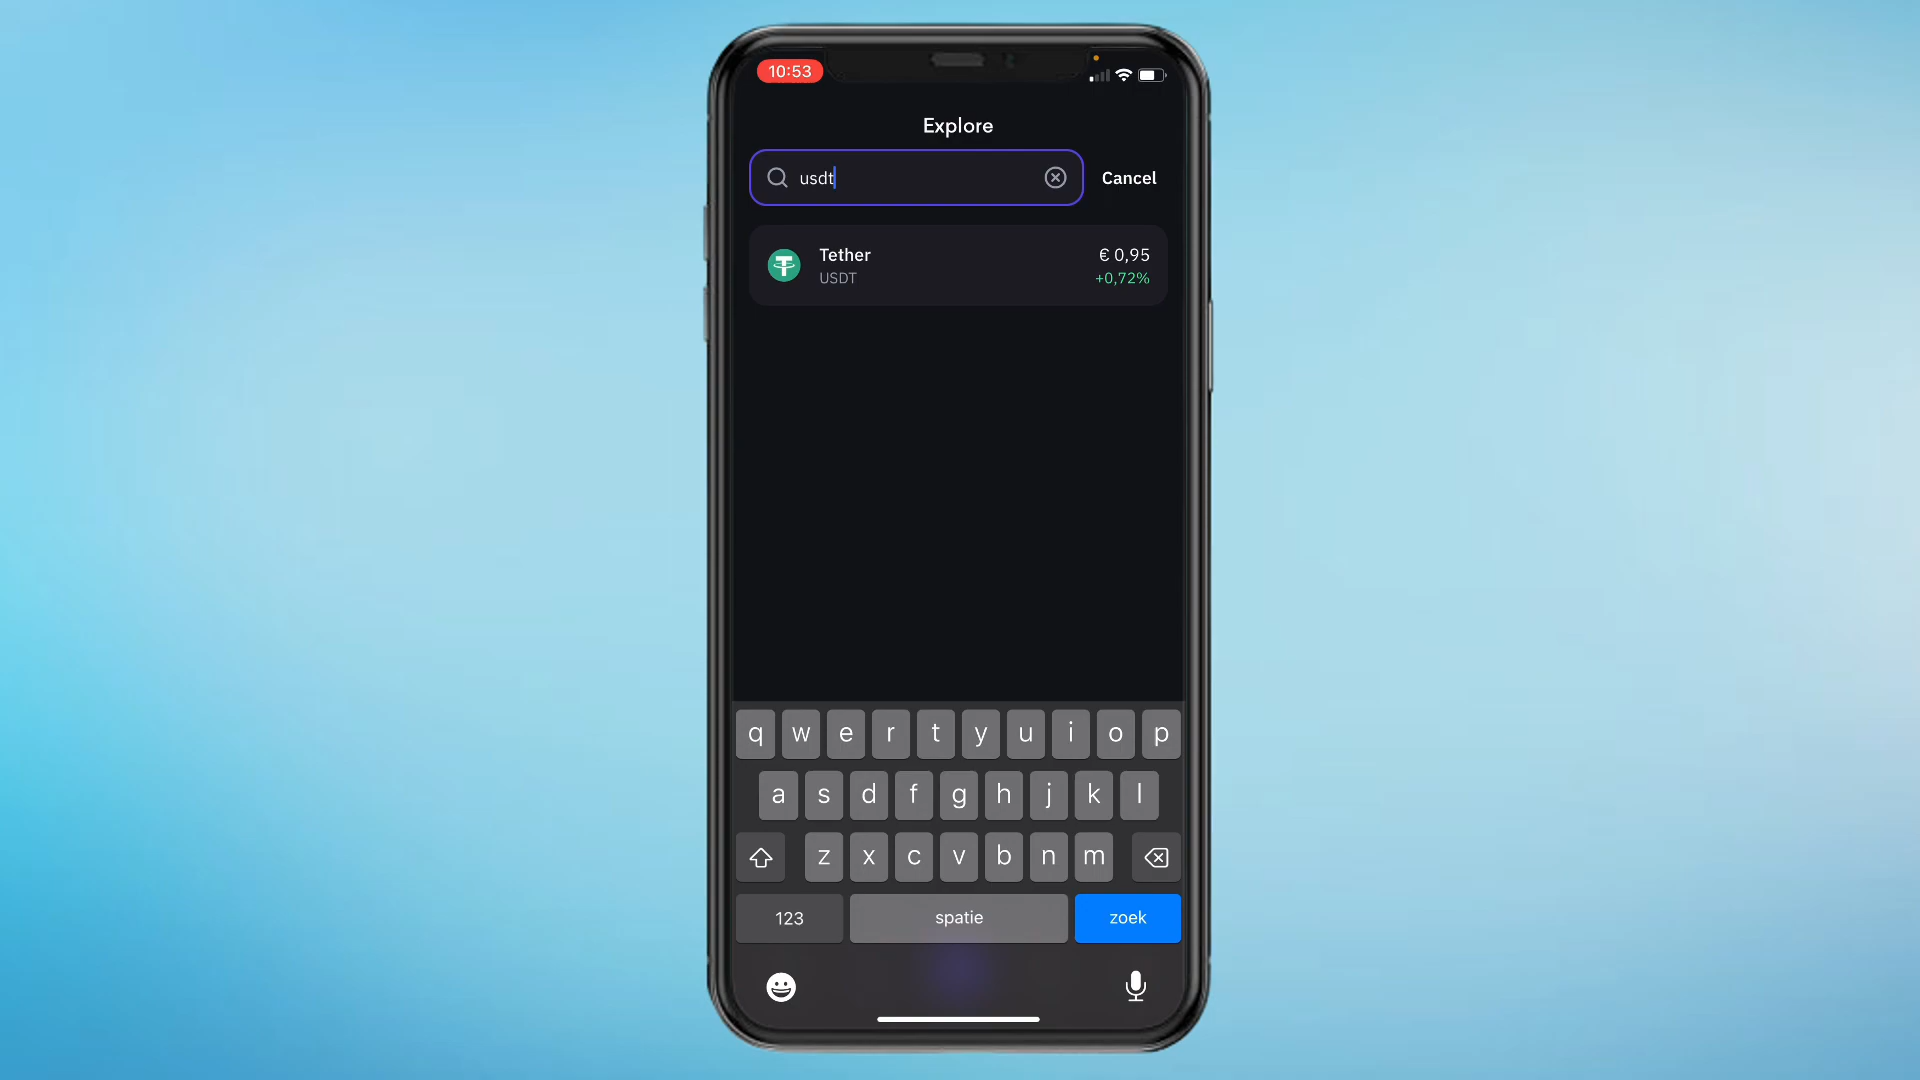 10:53
Explore
usdt
Cancel
Tether
€ 0,95
USDT
+0,72%
q w e r t y u i o p
a s d f g h j k l
z x c v b n m
123
spatie
zoek